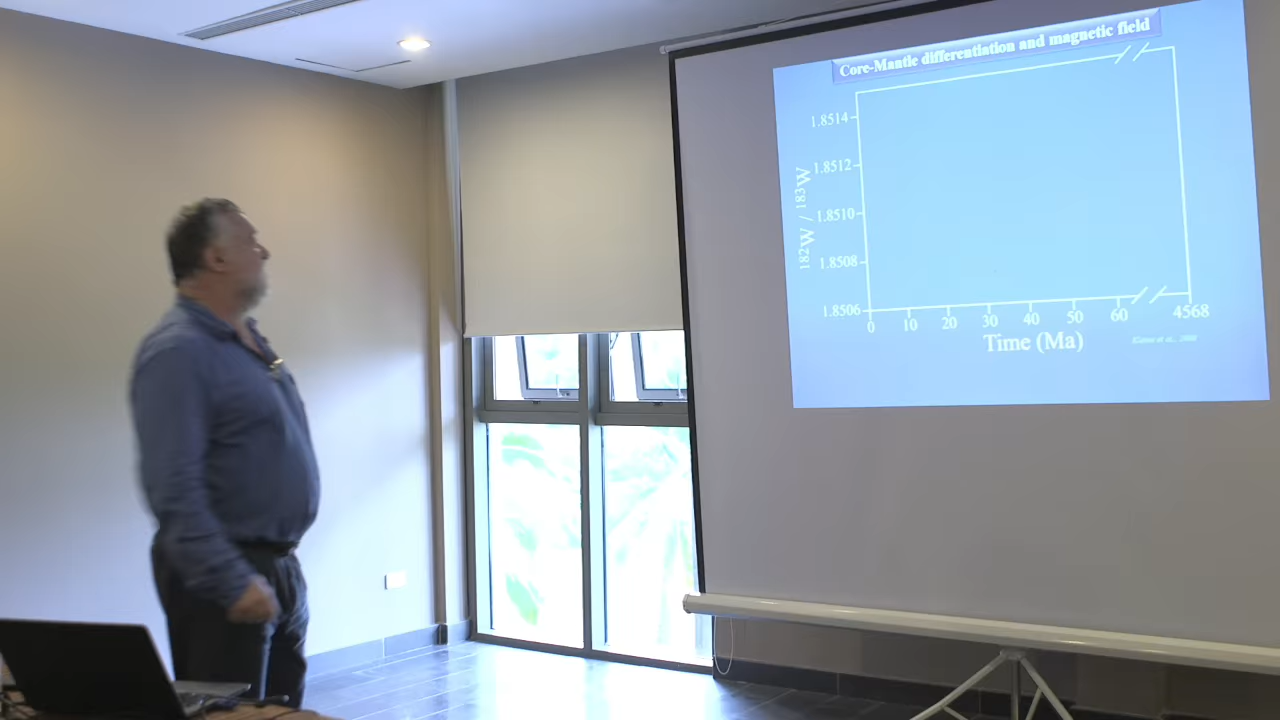 Core-Mantle differentiation and magnetic field
1.8514
1.8512
1.8510
1.8508
1.8506
182W / 183W
0 10 20 30 40 50 60 4568
Time (Ma)